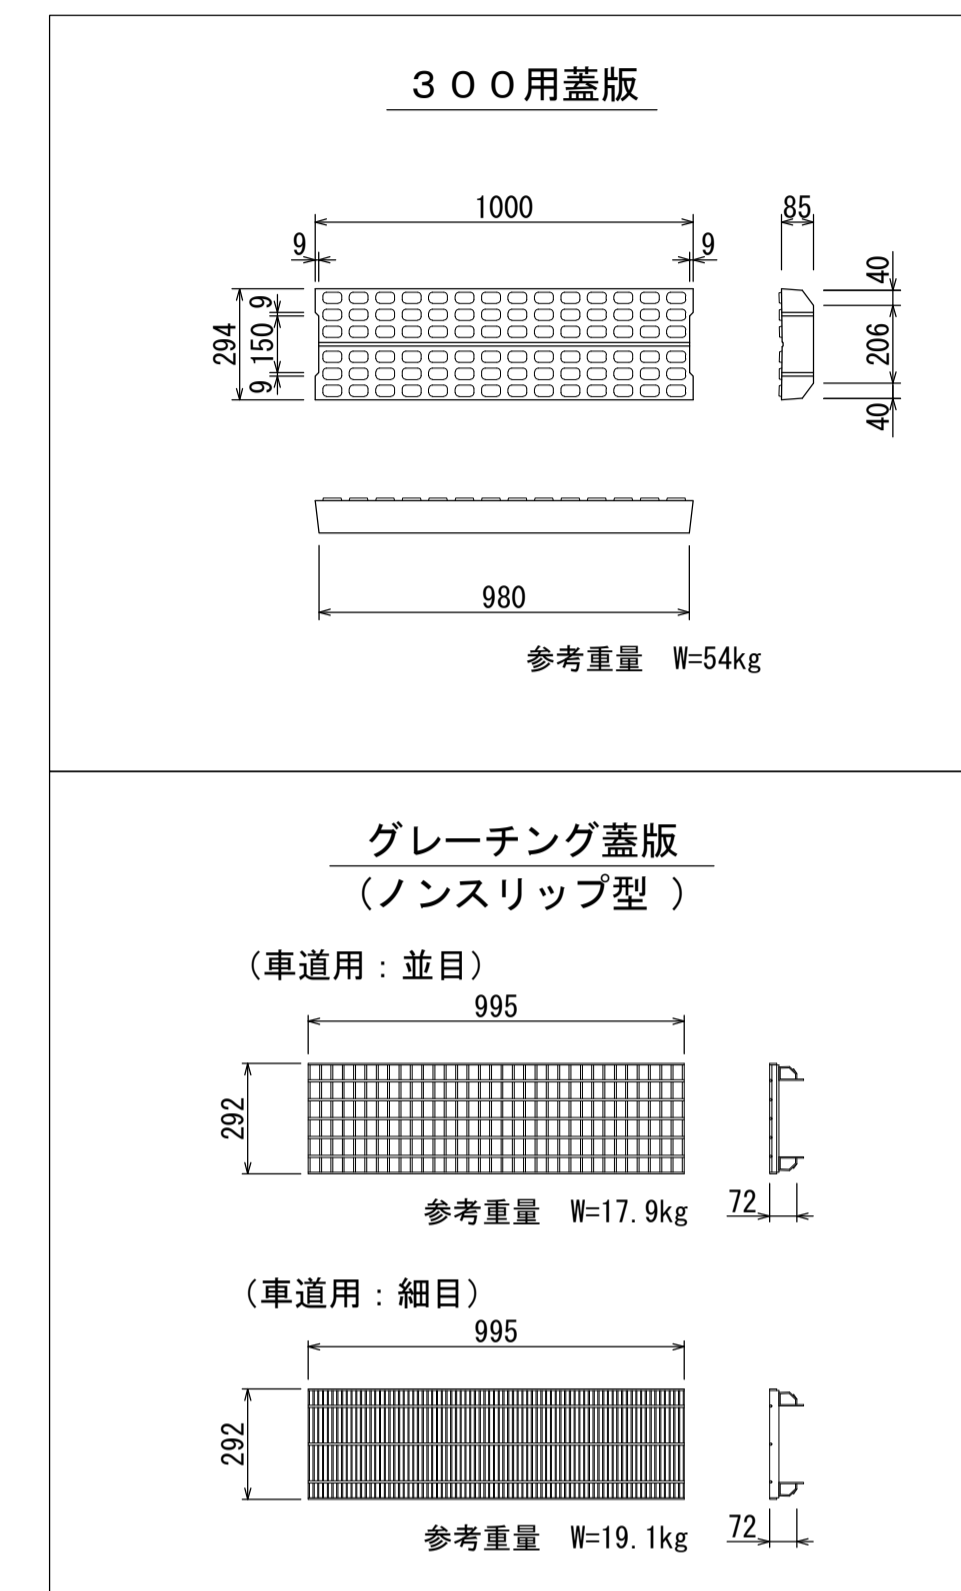 ３００用蓋版
1000
85
9
9
40
9
294
150
206
9
40
980
参考重量　W=54kg
グレーチング蓋版
（ノンスリップ型 ）
（車道用：並目）
995
292
参考重量　W=17.9kg
72
（車道用：細目）
995
292
参考重量　W=19.1kg
72